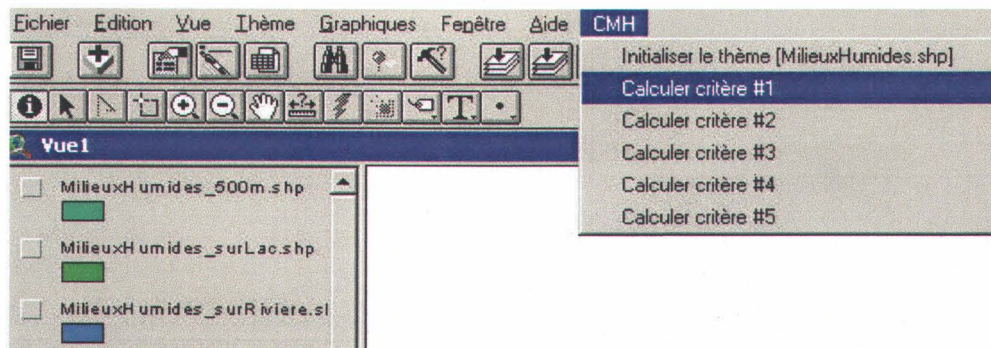 Fichier Edition Vue Thème Graphiques Fenêtre Aide CMH
Initialiser le thème [MilieuxHumides.shp]
Calculer critère #1
Calculer critère #2
Calculer critère #3
Calculer critère #4
Calculer critère #5
Vue1
MilieuxHumides_500m.shp
MilieuxHumides_surLac.shp
MilieuxHumides_surRiviere.sl